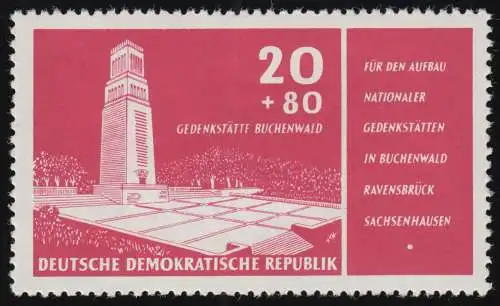 20
+ 80
GEDENKSTÄTTE BUCHENWALD
DEUTSCHE DEMOKRATISCHE REPUBLIK
FÜR DEN AUFBAU
NATIONALER
GEDENKSTÄTTEN
IN BUCHENWALD
RAVENSBRÜCK
SACHSENHAUSEN